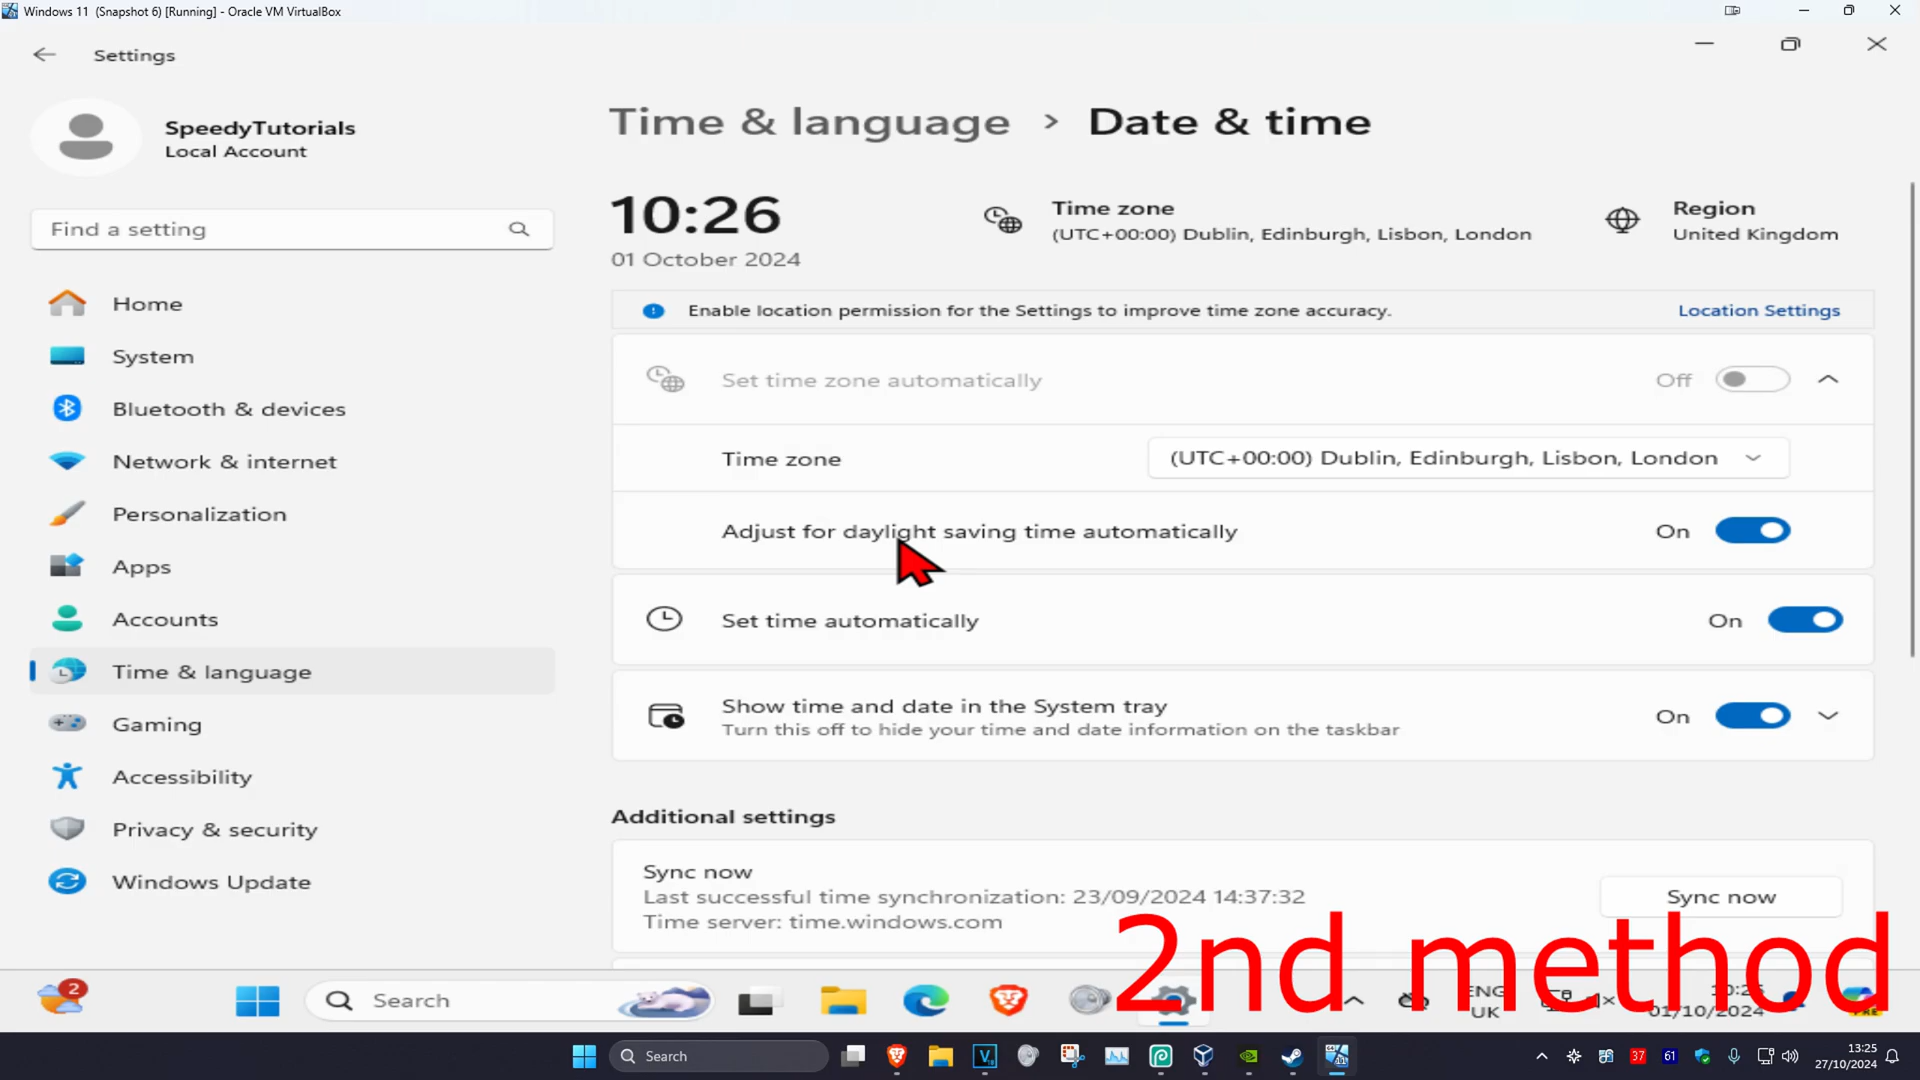 Windows 11 (Snapshot 6) [Running] - Oracle VM VirtualBox
Settings
SpeedyTutorials
Local Account
Find a setting
Home
System
Bluetooth & devices
Network & internet
Personalization
Apps
Accounts
Time & language
Gaming
Accessibility
Privacy & security
Windows Update
Time & language > Date & time
10:26
01 October 2024
Time zone
(UTC+00:00) Dublin, Edinburgh, Lisbon, London
Region
United Kingdom
Enable location permission for the Settings to improve time zone accuracy.
Location Settings
Set time zone automatically
Off
Time zone
(UTC+00:00) Dublin, Edinburgh, Lisbon, London
Adjust for daylight saving time automatically
On
Set time automatically
On
Show time and date in the System tray
Turn this off to hide your time and date information on the taskbar
On
Additional settings
Sync now
Last successful time synchronization: 23/09/2024 14:37:32
Time server: time.windows.com
Sync now
2nd method
2
Search
ENG
UK
01/10/2024
Search
37
61
13:25
27/10/2024